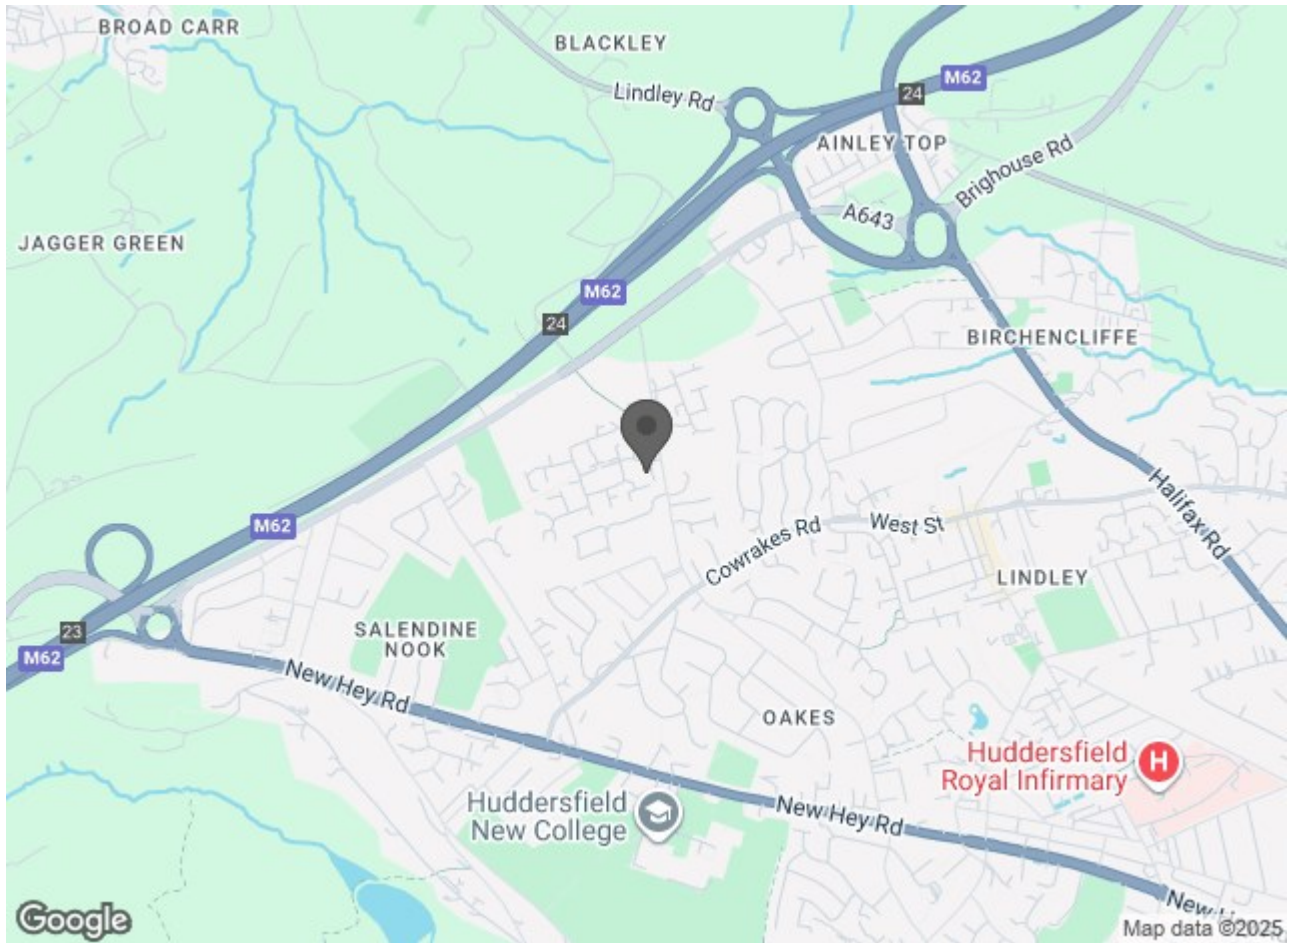 BROAD CARR
BLACKLEY
M62
24
Lindley Rd
AINLEY TOP
Brighouse Rd
A643
JAGGER GREEN
M62
24
BIRCHENCLIFFE
Halifax Rd
M62
West St
Cowrakes Rd
LINDLEY
23
M62
SALENDINE
NOOK
New Hey Rd
OAKES
Huddersfield
Royal Infirmary
H
Huddersfield
New College
New Hey Rd
New
Google
Map data ©2025